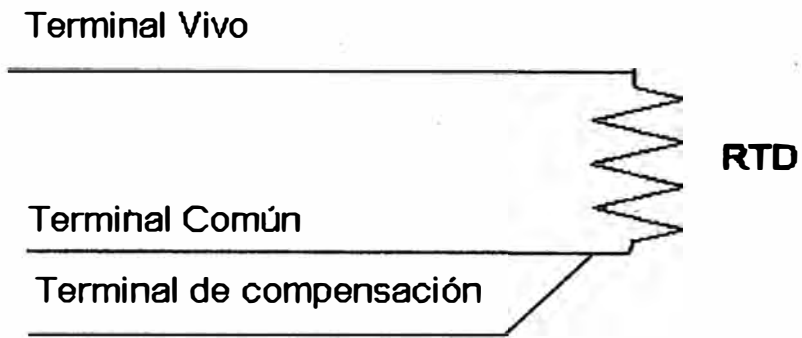 Terminal Vivo
RTD
Terminal Común
Terminal de compensación